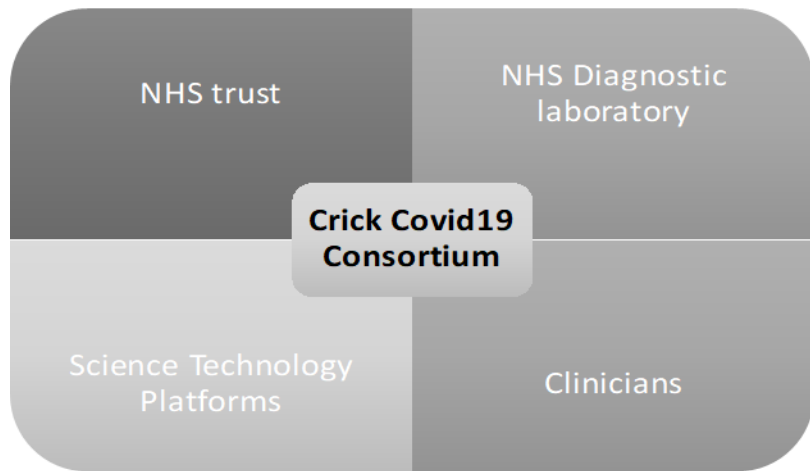 NHS trust
NHS Diagnostic
laboratory
Crick Covid19
Consortium
Science Technology
Platforms
Clinicians